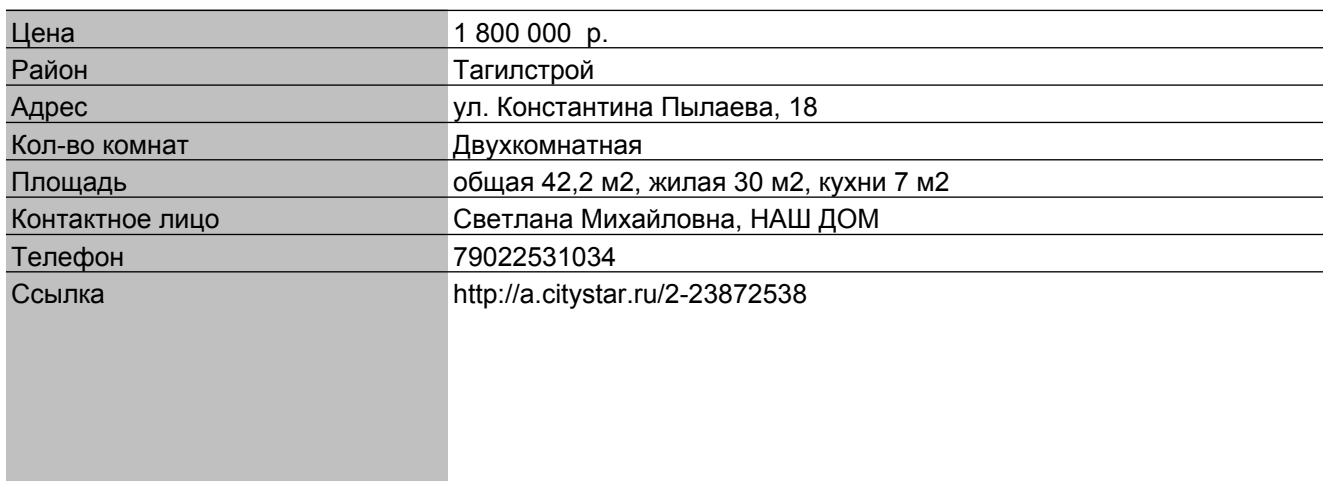 Цена 1 800 000 р.
Район Тагилстрой
Адрес ул. Константина Пылаева, 18
Кол-во комнат Двухкомнатная
Площадь общая 42,2 м2, жилая 30 м2, кухни 7 м2
Контактное лицо Светлана Михайловна, НАШ ДОМ
Телефон 79022531034
Ссылка http://a.citystar.ru/2-23872538